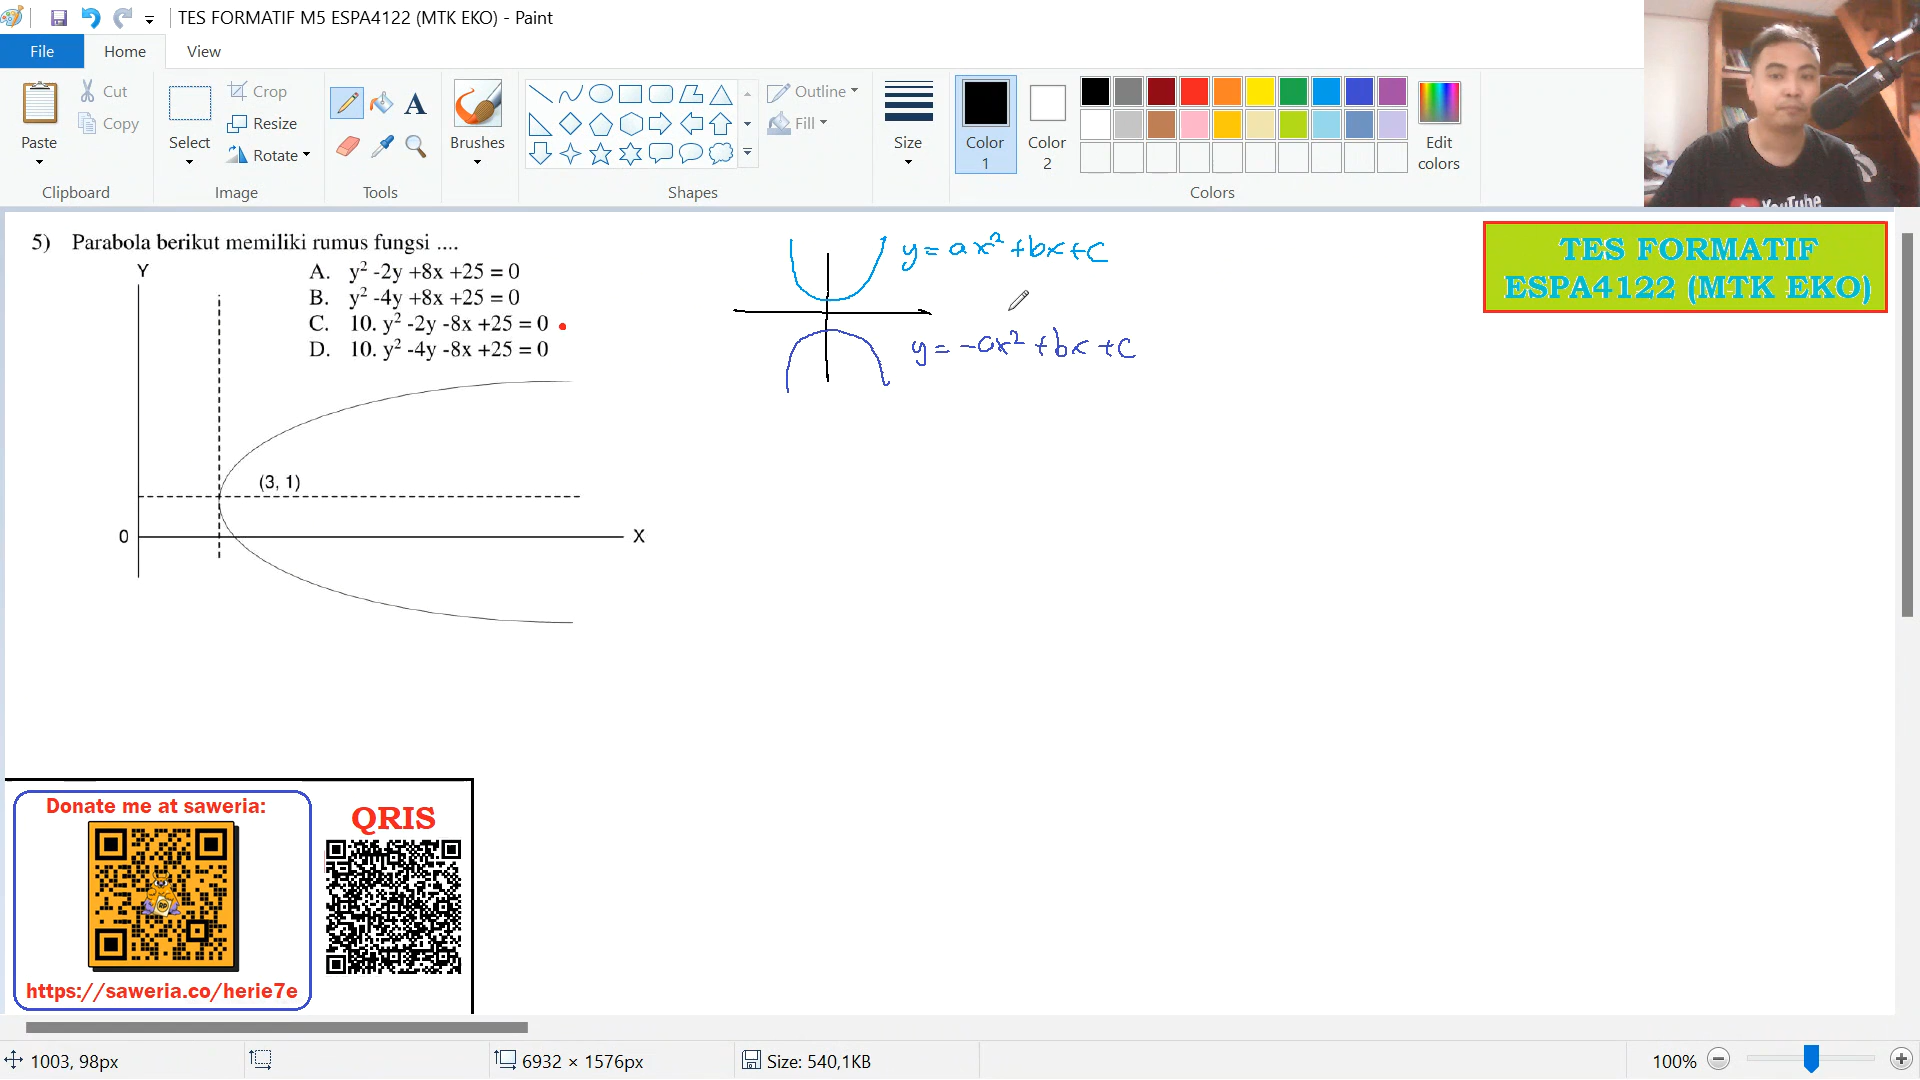 TES FORMATIF M5 ESPA4122 (MTK EKO) - Paint
File Home View
Paste
Cut
Copy
Clipboard
Select
Crop
Resize
Rotate
Image
Tools
Brushes
Shapes
Outline
Fill
Size
Color 1
Color 2
Edit colors
Colors
YouTube
5) Parabola berikut memiliki rumus fungsi ....
A. y² -2y +8x +25 = 0
B. y² -4y +8x +25 = 0
C. 10. y² -2y -8x +25 = 0
D. 10. y² -4y -8x +25 = 0
Y
(3, 1)
0
X
y = ax² + bx + c
y = -ax² + bx + c
TES FORMATIF
ESPA4122 (MTK EKO)
Donate me at saweria:
RP
https://saweria.co/herie7e
QRIS
1003, 98px
6932 × 1576px
Size: 540,1KB
100%